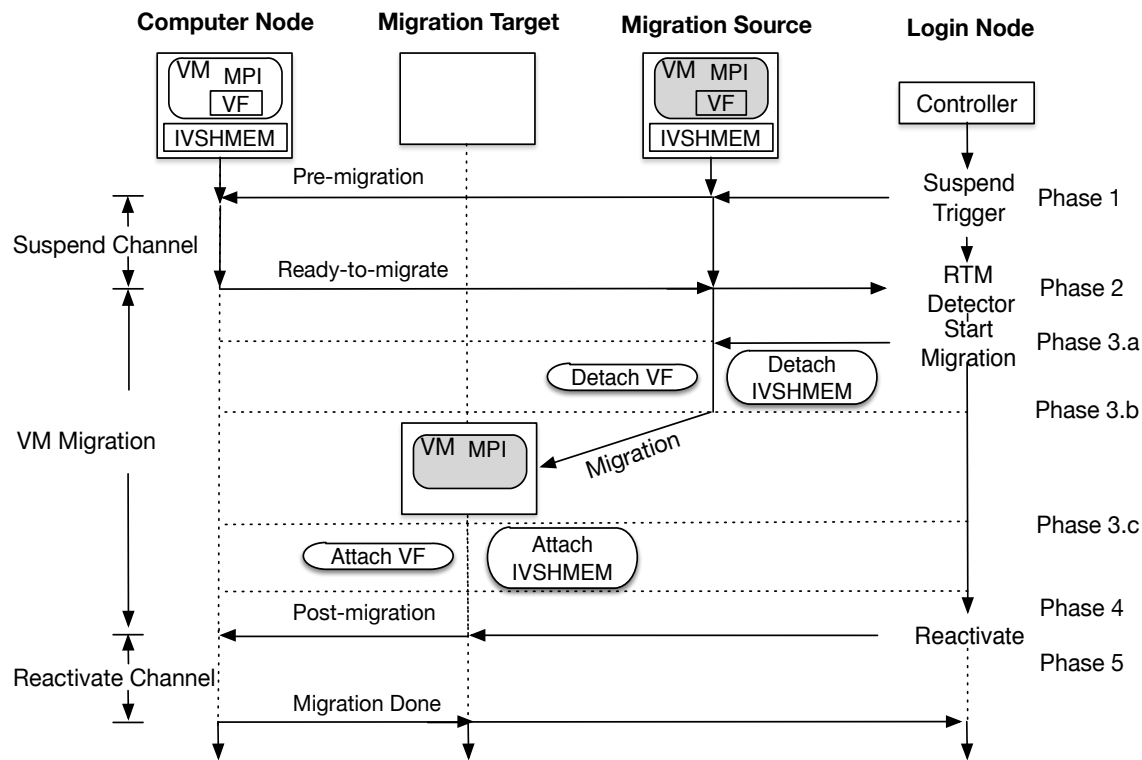 Computer Node
Migration Target
Migration Source
Login Node
VM
MPI
VF
IVSHMEM
VM
MPI
VF
IVSHMEM
Controller
Pre-migration
Suspend
Trigger
Phase 1
Suspend Channel
Ready-to-migrate
RTM
Detector
Phase 2
Start
Migration
Phase 3.a
Detach VF
Detach
IVSHMEM
Phase 3.b
VM Migration
VM MPI
Migration
Phase 3.c
Attach VF
Attach
IVSHMEM
Post-migration
Phase 4
Reactivate
Phase 5
Reactivate Channel
Migration Done